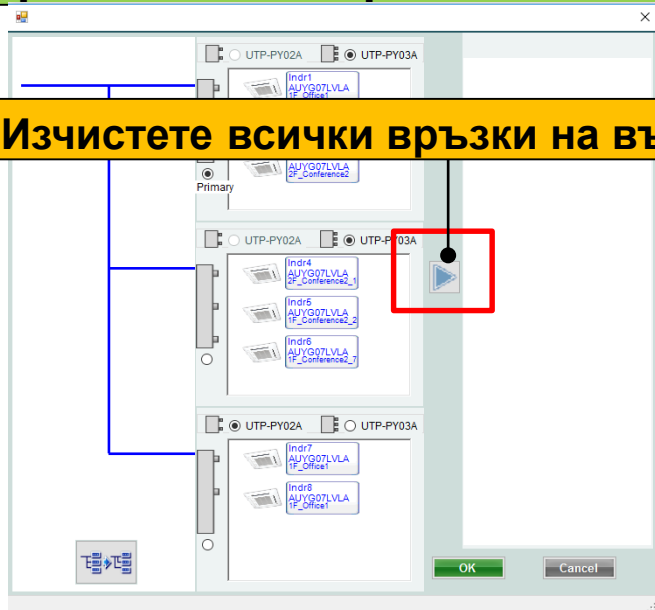 UTP-PY02A UTP-PY03A
Indr1
AUYG07LVLA
1F_Office1
Изчистете всички връзки на въ
AUYG07LVLA
2F_Conference2
Primary
UTP-PY02A UTP-PY03A
Indr4
AUYG07LVLA
2F_Conference2_1
Indr5
AUYG07LVLA
1F_Conference2_2
Indr6
AUYG07LVLA
1F_Conference2_7
UTP-PY02A UTP-PY03A
Indr7
AUYG07LVLA
1F_Office1
Indr8
AUYG07LVLA
1F_Office1
OK Cancel